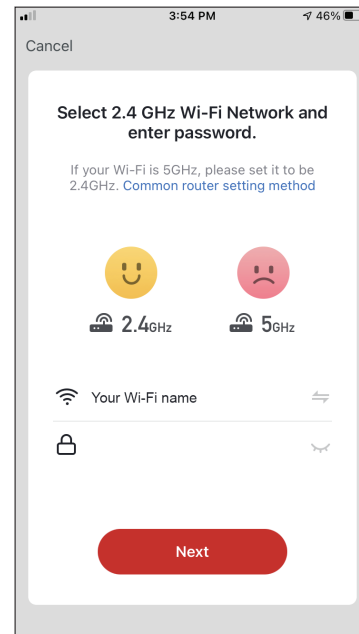 3:54 PM
46%
Cancel
Select 2.4 GHz Wi-Fi Network and
enter password.
If your Wi-Fi is 5GHz, please set it to be
2.4GHz. Common router setting method
2.4GHz 5GHz
Your Wi-Fi name
Next